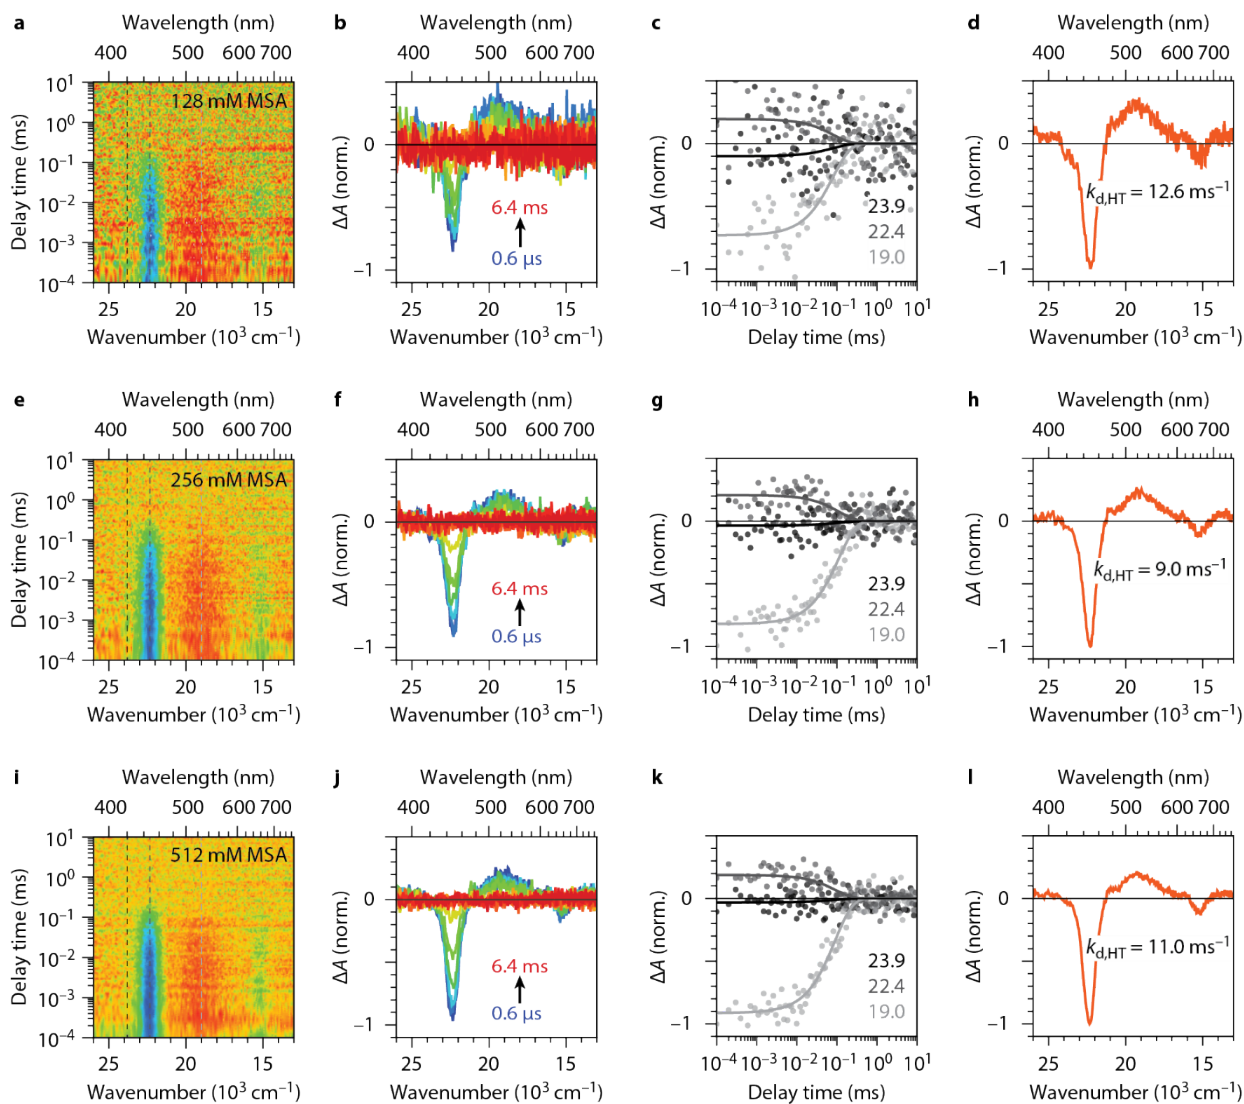 a
Wavelength (nm)
400 500 600 700
128 mM MSA
Delay time (ms)
10¹
10⁰
10⁻¹
10⁻²
10⁻³
10⁻⁴
25 20 15
Wavenumber (10³ cm⁻¹)
b
Wavelength (nm)
400 500 600 700
ΔA (norm.)
0
−1
6.4 ms
0.6 µs
25 20 15
Wavenumber (10³ cm⁻¹)
c
ΔA (norm.)
0
−1
23.9
22.4
19.0
10⁻⁴ 10⁻³ 10⁻² 10⁻¹ 10⁰ 10¹
Delay time (ms)
d
Wavelength (nm)
400 500 600 700
ΔA (norm.)
0
−1
k_d,HT = 12.6 ms⁻¹
25 20 15
Wavenumber (10³ cm⁻¹)
e
Wavelength (nm)
400 500 600 700
256 mM MSA
Delay time (ms)
10¹
10⁰
10⁻¹
10⁻²
10⁻³
10⁻⁴
25 20 15
Wavenumber (10³ cm⁻¹)
f
Wavelength (nm)
400 500 600 700
ΔA (norm.)
0
−1
6.4 ms
0.6 µs
25 20 15
Wavenumber (10³ cm⁻¹)
g
ΔA (norm.)
0
−1
23.9
22.4
19.0
10⁻⁴ 10⁻³ 10⁻² 10⁻¹ 10⁰ 10¹
Delay time (ms)
h
Wavelength (nm)
400 500 600 700
ΔA (norm.)
0
−1
k_d,HT = 9.0 ms⁻¹
25 20 15
Wavenumber (10³ cm⁻¹)
i
Wavelength (nm)
400 500 600 700
512 mM MSA
Delay time (ms)
10¹
10⁰
10⁻¹
10⁻²
10⁻³
10⁻⁴
25 20 15
Wavenumber (10³ cm⁻¹)
j
Wavelength (nm)
400 500 600 700
ΔA (norm.)
0
−1
6.4 ms
0.6 µs
25 20 15
Wavenumber (10³ cm⁻¹)
k
ΔA (norm.)
0
−1
23.9
22.4
19.0
10⁻⁴ 10⁻³ 10⁻² 10⁻¹ 10⁰ 10¹
Delay time (ms)
l
Wavelength (nm)
400 500 600 700
ΔA (norm.)
0
−1
k_d,HT = 11.0 ms⁻¹
25 20 15
Wavenumber (10³ cm⁻¹)